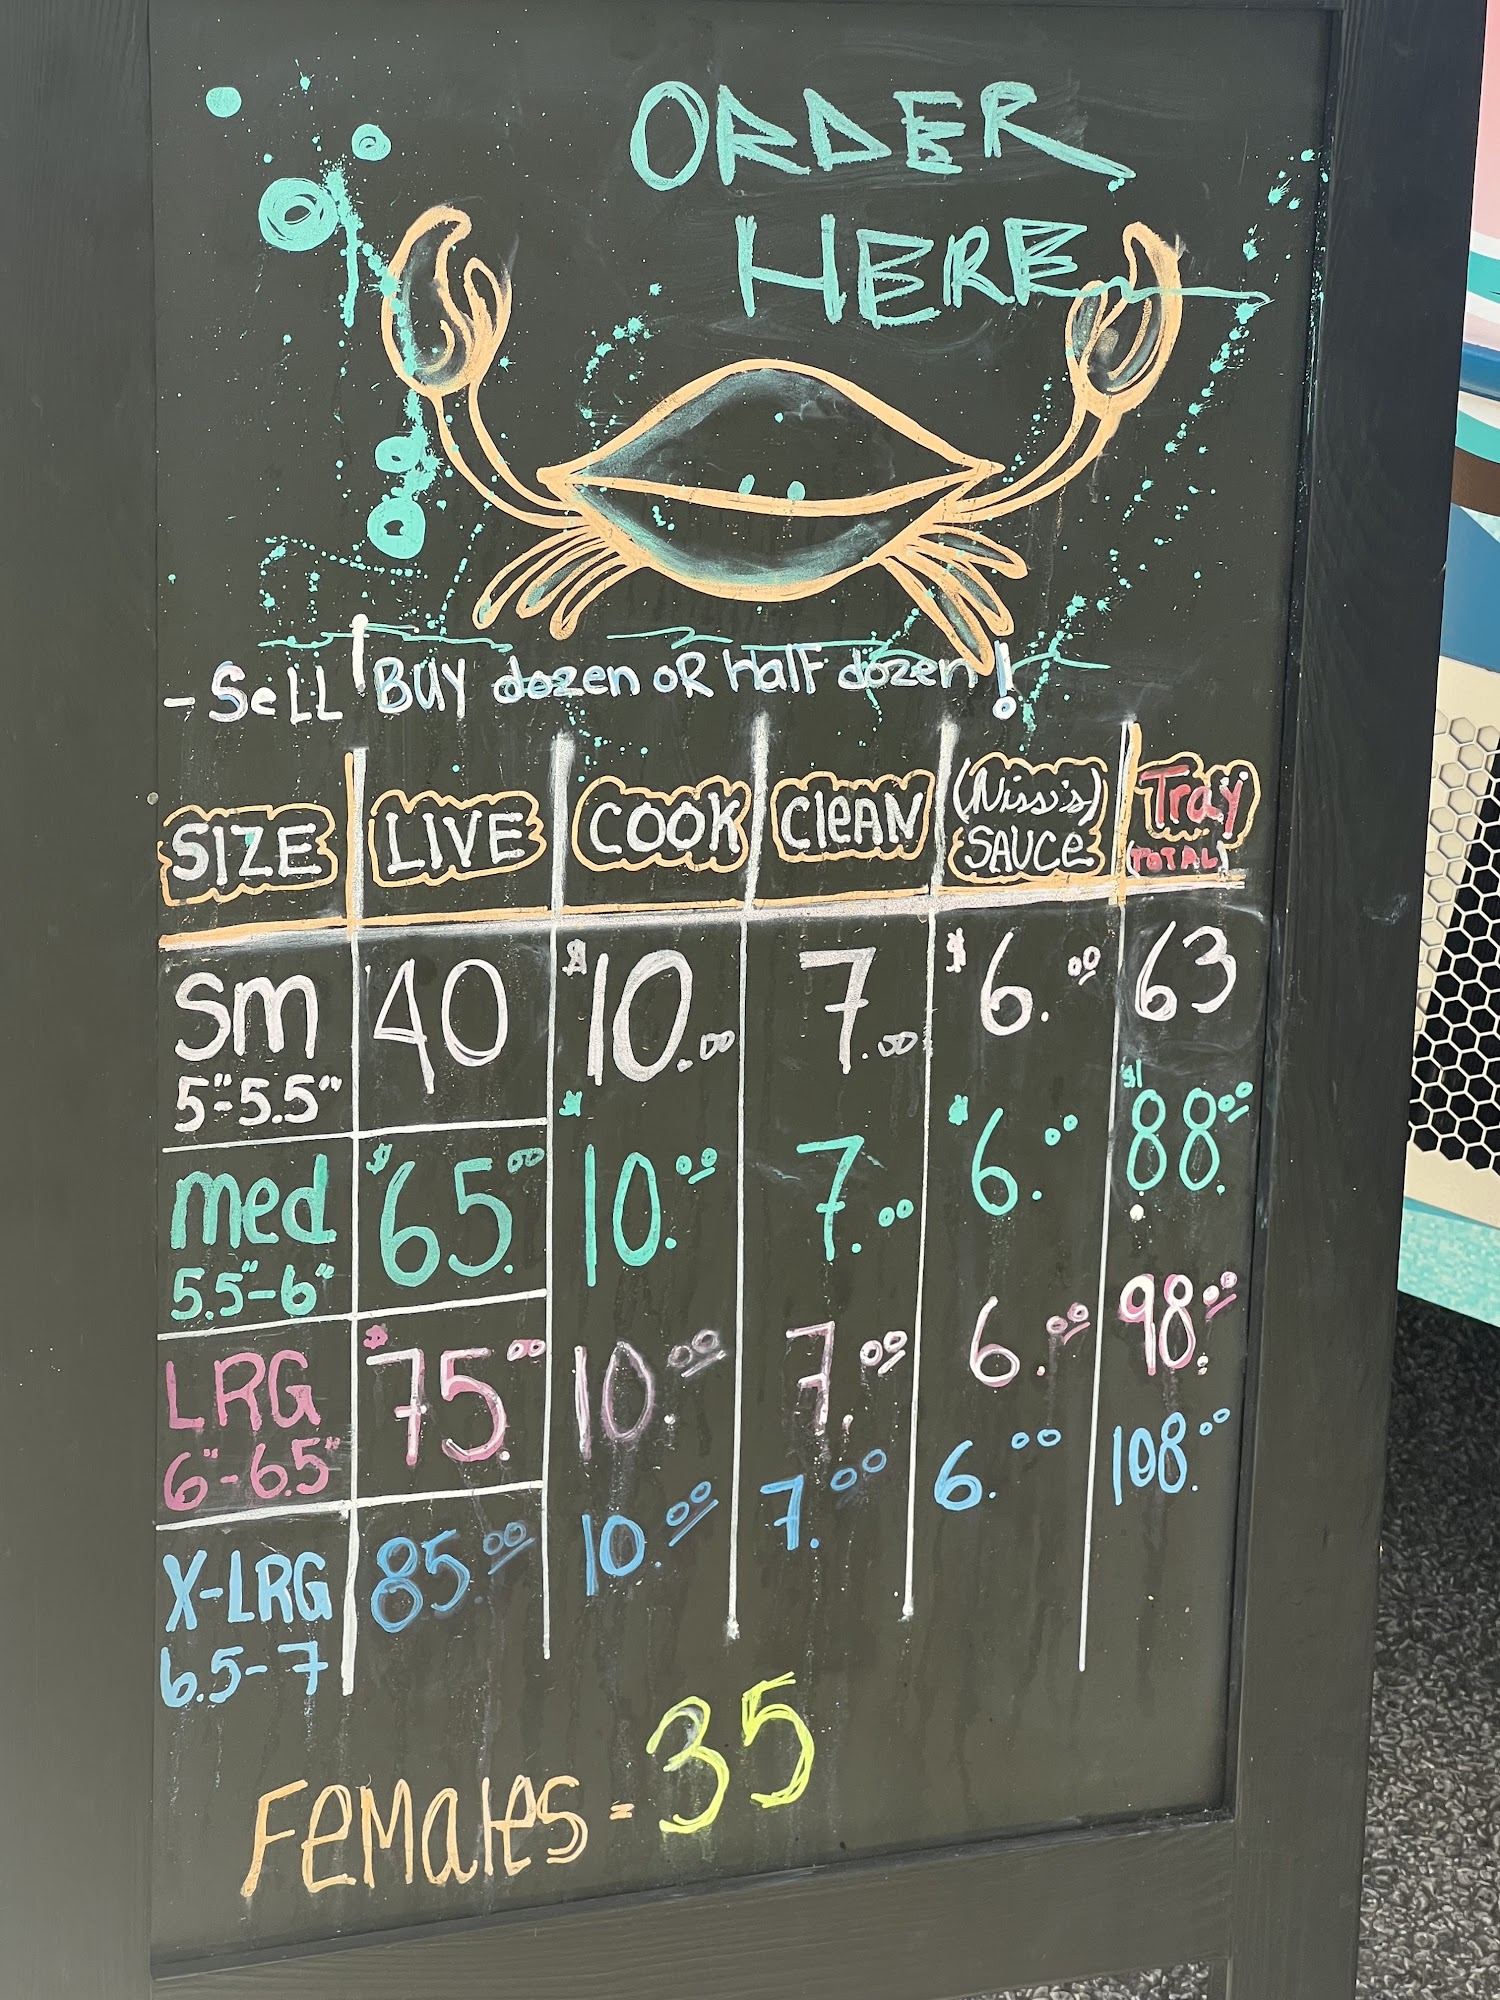 ORDER
HERE
- SeLL BUY dozen OR Half dozen!
SIZE LIVE COOK CleAN (Niss's) SAUCe Tray (TOTAL)
Sm 40 $10.00 7.00 $6.00 63
5"-5.5"
med $65.00 $10.00 7.00 $6.00 $88.00
5.5"-6"
LRG $75.00 10.00 7.00 6.00 98.00
6"-6.5"
X-LRG 85.00 10.00 7.00 6.00 108.00
6.5-7
FeMales = 35